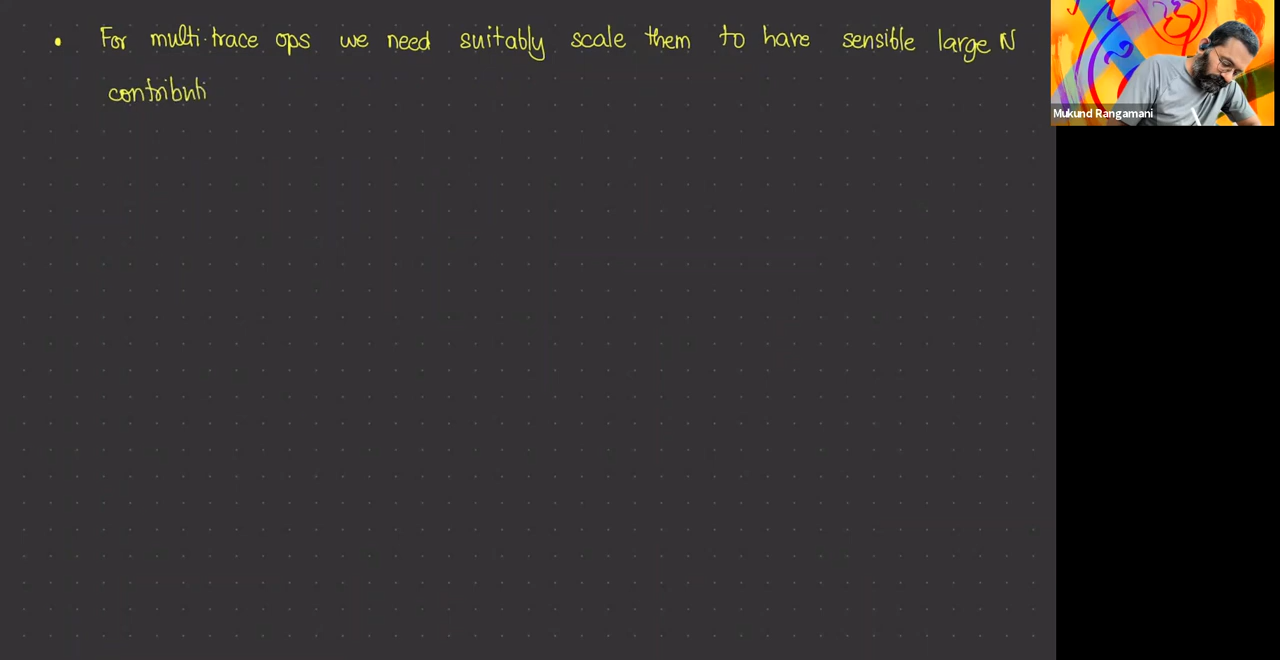 • For multi-trace ops we need suitably scale them to have sensible large N
contributi
Mukund Rangamani